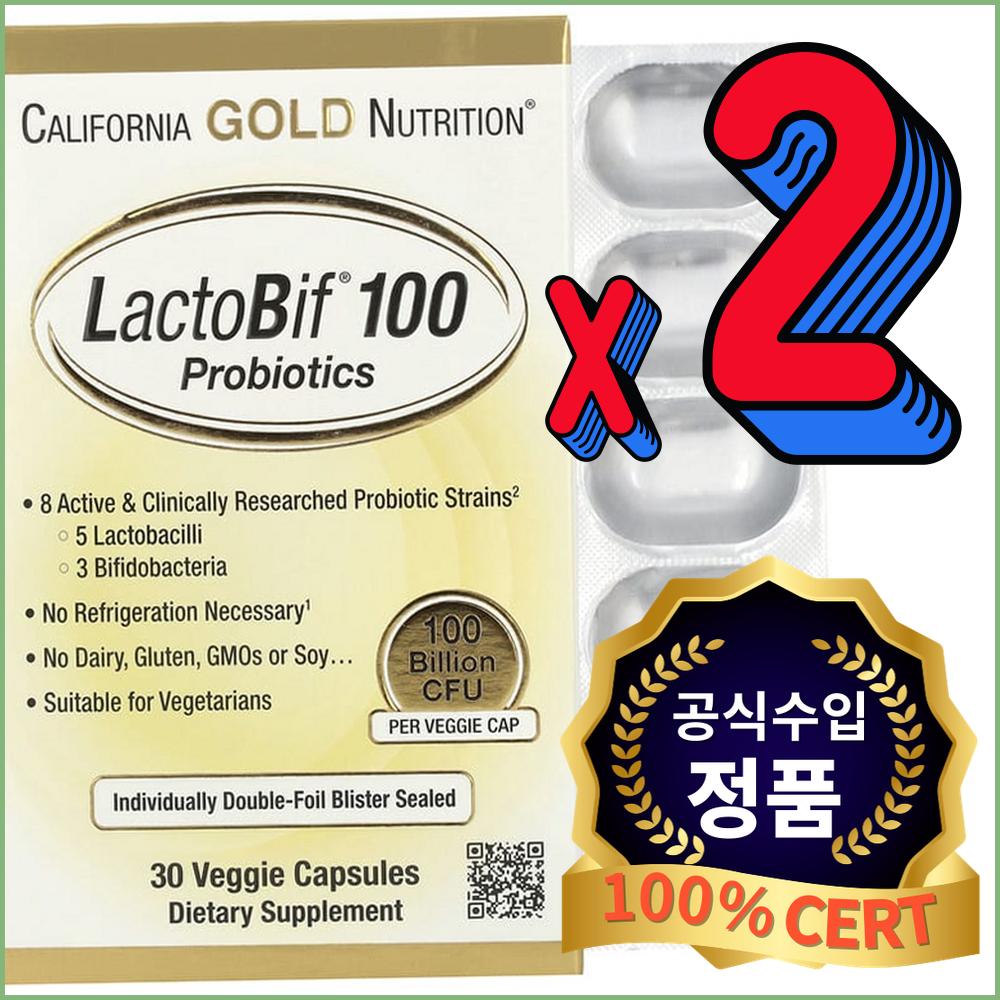 CALIFORNIA GOLD NUTRITION®
LactoBif® 100
Probiotics
• 8 Active & Clinically Researched Probiotic Strains²
○ 5 Lactobacilli
○ 3 Bifidobacteria
• No Refrigeration Necessary¹
• No Dairy, Gluten, GMOs or Soy…
• Suitable for Vegetarians
100
Billion
CFU
PER VEGGIE CAP
Individually Double-Foil Blister Sealed
30 Veggie Capsules
Dietary Supplement
x2
공식수입
정품
100% CERT